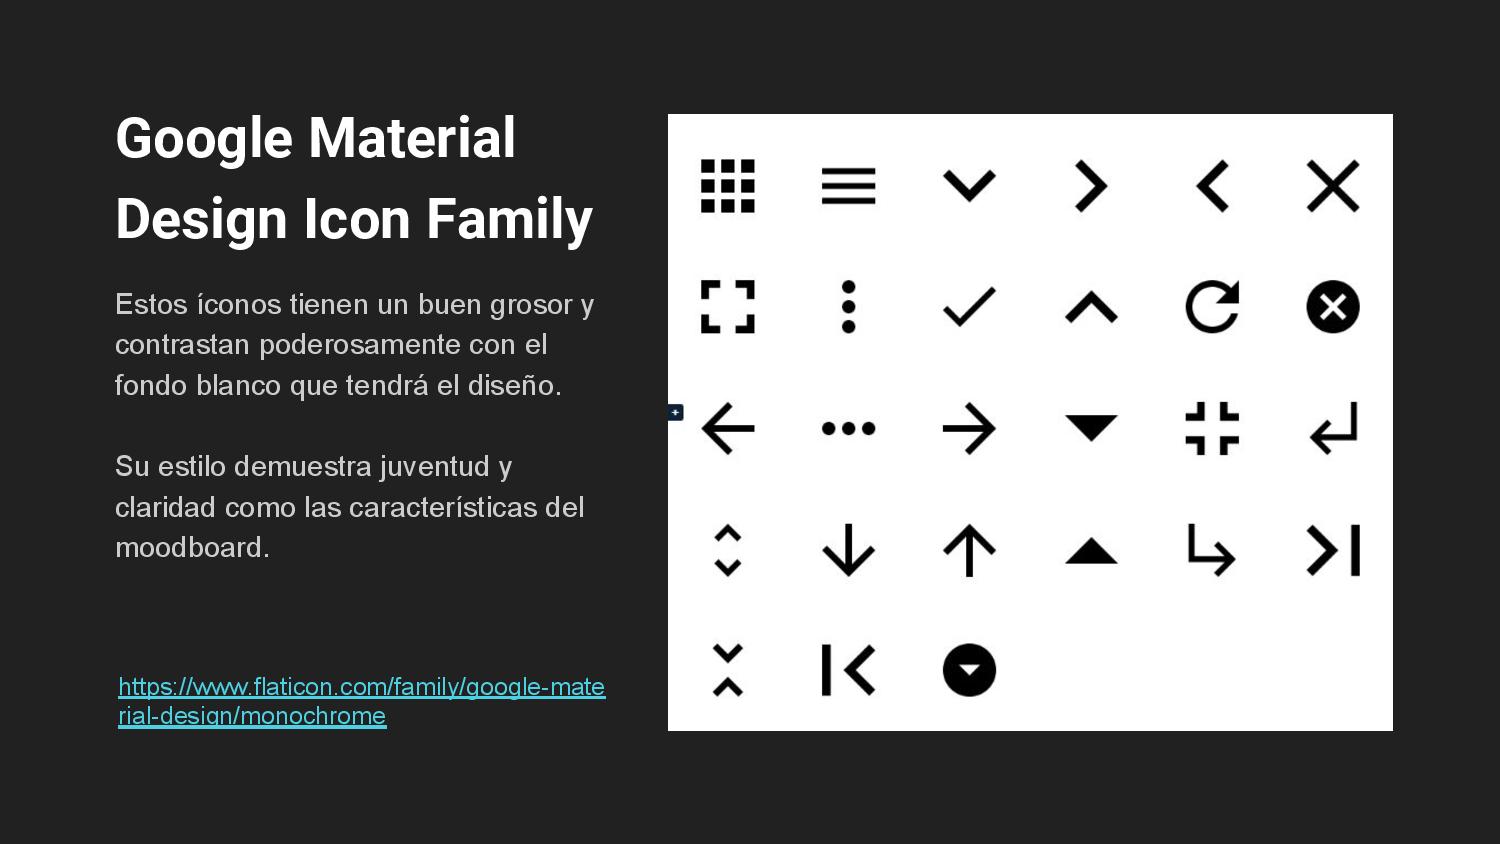 Google Material
Design Icon Family
Estos íconos tienen un buen grosor y
contrastan poderosamente con el
fondo blanco que tendrá el diseño.
Su estilo demuestra juventud y
claridad como las características del
moodboard.
https://www.flaticon.com/family/google-mate
rial-design/monochrome